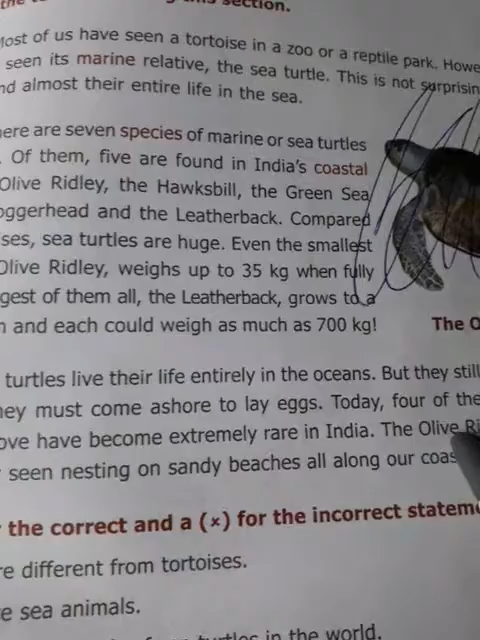 the section.
Most of us have seen a tortoise in a zoo or a reptile park. Howe
seen its marine relative, the sea turtle. This is not surprisin
nd almost their entire life in the sea.
ere are seven species of marine or sea turtles
. Of them, five are found in India's coastal
Olive Ridley, the Hawksbill, the Green Sea
oggerhead and the Leatherback. Compared
ises, sea turtles are huge. Even the smallest
Olive Ridley, weighs up to 35 kg when fully
gest of them all, the Leatherback, grows to a
n and each could weigh as much as 700 kg!
The O
turtles live their life entirely in the oceans. But they still
hey must come ashore to lay eggs. Today, four of the
ove have become extremely rare in India. The Olive Ri
seen nesting on sandy beaches all along our coas
the correct and a (×) for the incorrect stateme
re different from tortoises.
e sea animals.
of sea turtles in the world.